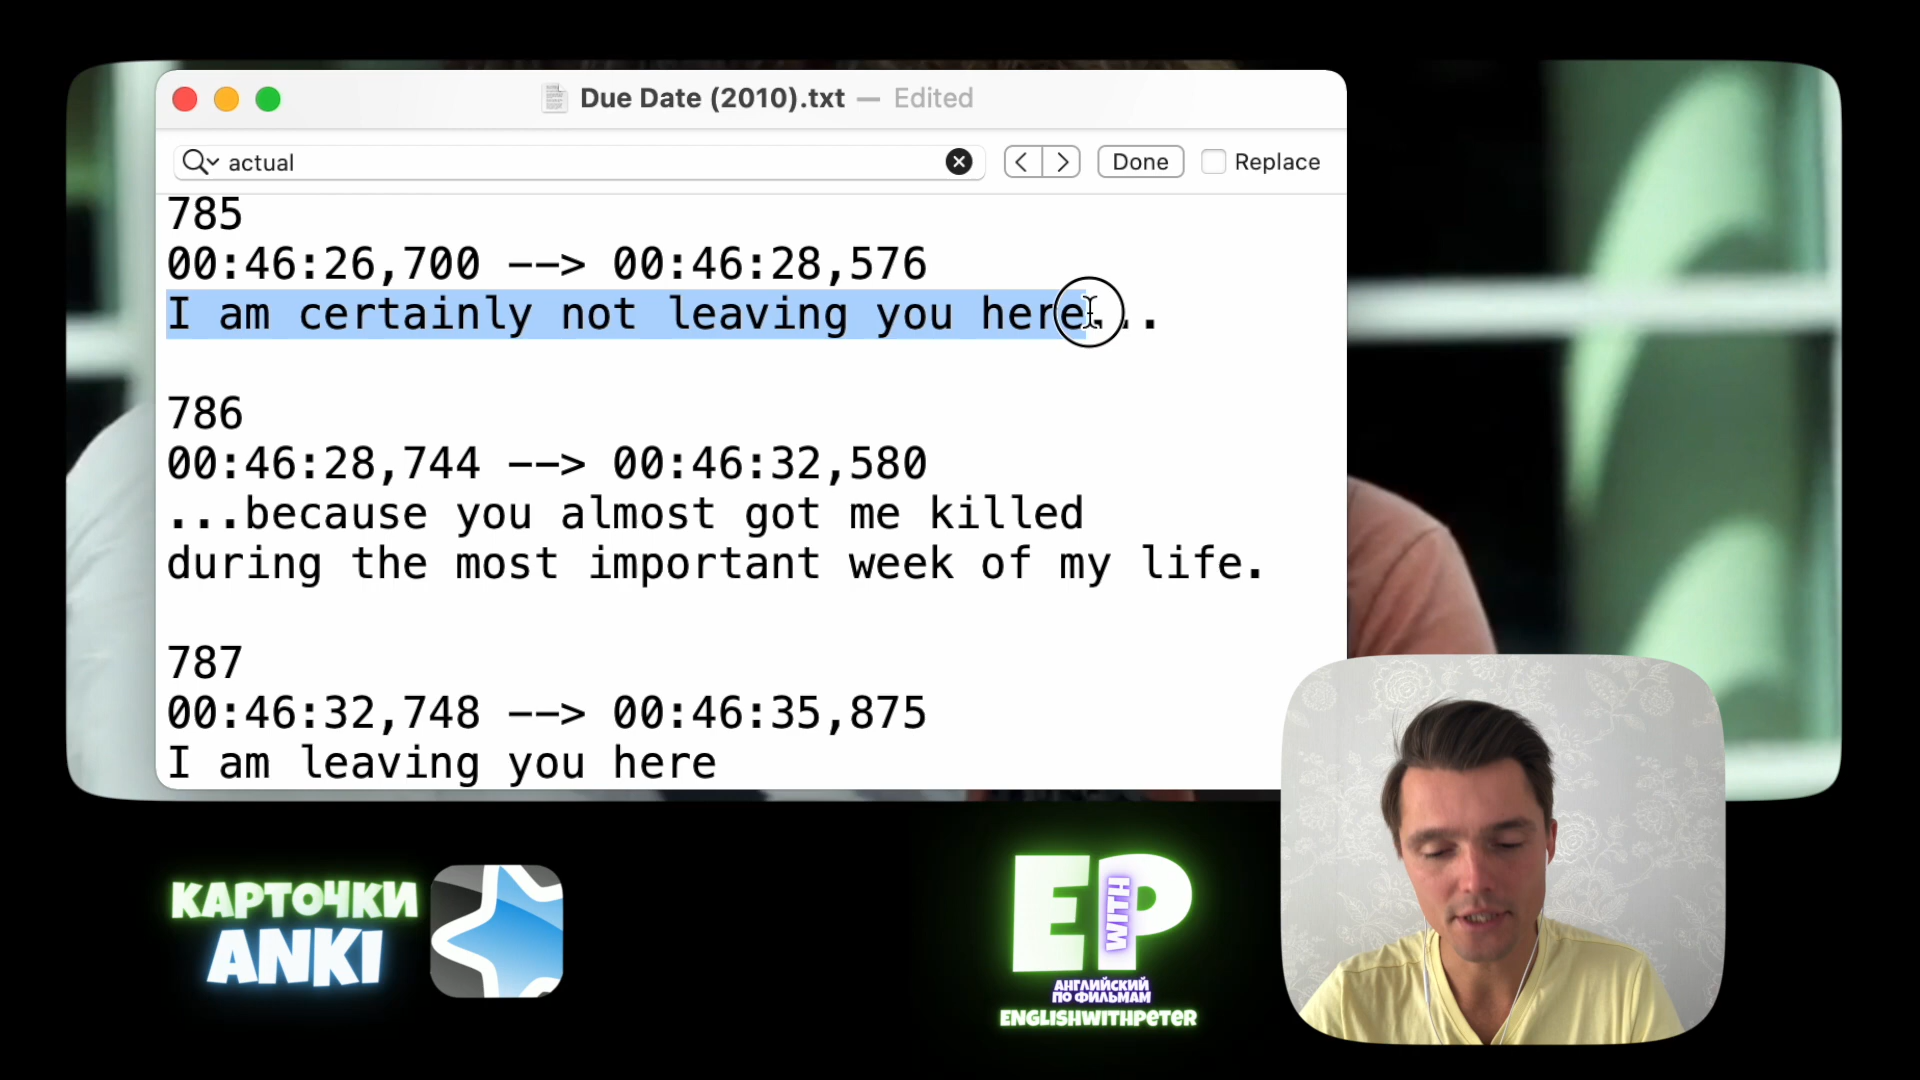 Due Date (2010).txt — Edited
actual
Done
Replace
785
00:46:26,700 --> 00:46:28,576
I am certainly not leaving you here...
786
00:46:28,744 --> 00:46:32,580
...because you almost got me killed
during the most important week of my life.
787
00:46:32,748 --> 00:46:35,875
I am leaving you here
КАРТОЧКИ
ANKI
E WITH P
АНГЛИЙСКИЙ
ПО ФИЛЬМАМ
ENGLISHWITHPETER